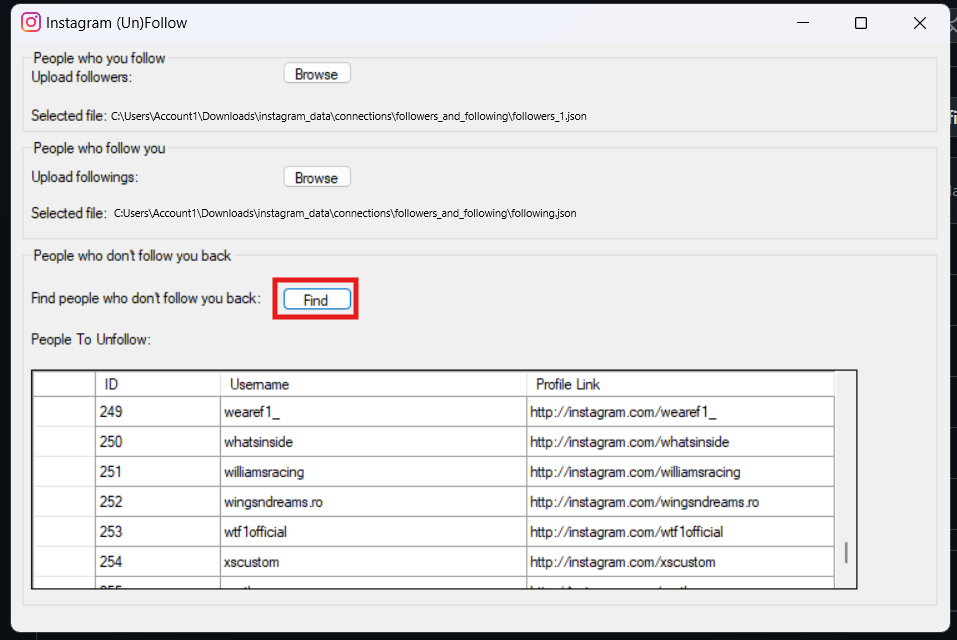 Instagram (Un)Follow
People who you follow
Upload followers: Browse
Selected file: C:\Users\Account1\Downloads\instagram_data\connections\followers_and_following\followers_1.json
People who follow you
Upload followings: Browse
Selected file: C:Users\Account1\Downloads\instagram_data\connections\followers_and_following\following.json
People who don't follow you back
Find people who don't follow you back: Find
People To Unfollow:
ID Username Profile Link
249 wearef1_ http://instagram.com/wearef1_
250 whatsinside http://instagram.com/whatsinside
251 williamsracing http://instagram.com/williamsracing
252 wingsndreams.ro http://instagram.com/wingsndreams.ro
253 wtf1official http://instagram.com/wtf1official
254 xscustom http://instagram.com/xscustom